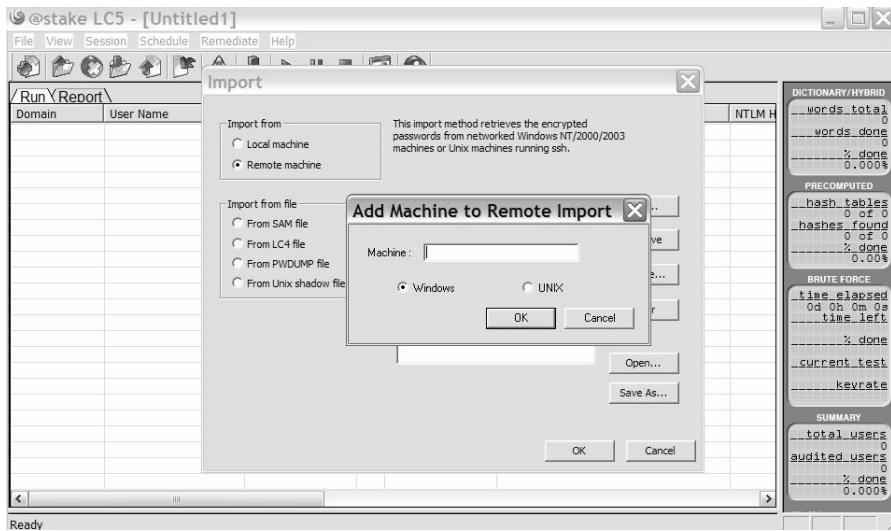 @stake LC5 - [Untitled1]
File View Session Schedule Remediate Help
Run Report
Domain User Name NTLM H
Import
Import from
Local machine
Remote machine
This import method retrieves the encrypted
passwords from networked Windows NT/2000/2003
machines or Unix machines running ssh.
Import from file
From SAM file
From LC4 file
From PWDUMP file
From Unix shadow file
Add Machine to Remote Import
Machine :
Windows UNIX
OK Cancel
Open...
Save As...
OK Cancel
DICTIONARY/HYBRID
words_total
0
words_done
0
% done
0.000%
PRECOMPUTED
hash_tables
0 of 0
hashes_found
0 of 0
% done
0.00%
BRUTE FORCE
time_elapsed
0d 0h 0m 0s
time_left
% done
current_test
keyrate
SUMMARY
total_users
0
audited_users
0
% done
0.000%
Ready